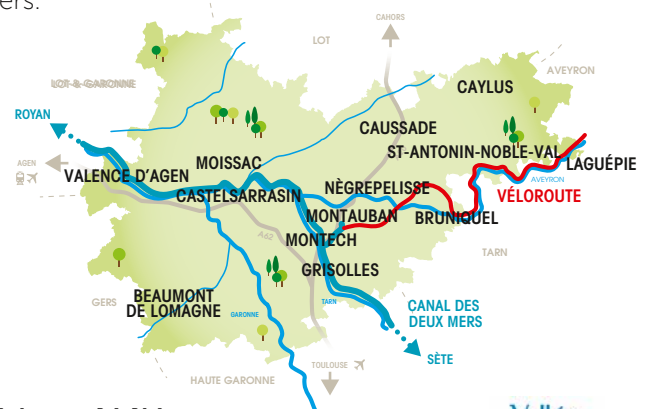 ers.
CAHORS
LOT
AVEYRON
LOT-&-GARONNE
CAYLUS
ROYAN
CAUSSADE
ST-ANTONIN-NOBLE-VAL
AGEN
MOISSAC
LAGUÉPIE
VALENCE D'AGEN
NÈGREPELISSE
AVEYRON
CASTELSARRASIN
VÉLOROUTE
MONTAUBAN
BRUNIQUEL
A62
MONTECH
TARN
GRISOLLES
GERS
BEAUMONT
DE LOMAGNE
TARN
GARONNE
CANAL DES
DEUX MERS
SÈTE
TOULOUSE
HAUTE GARONNE